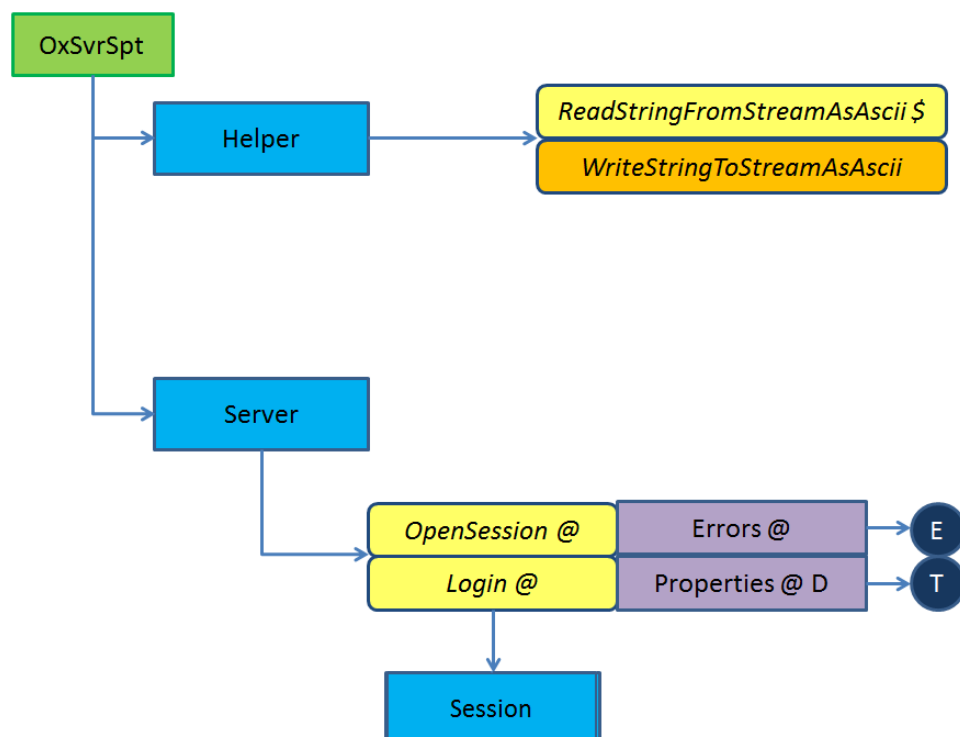 OxSvrSpt
Helper
ReadStringFromStreamAsAscii $
WriteStringToStreamAsAscii
Server
OpenSession @
Errors @
E
Login @
Properties @ D
T
Session